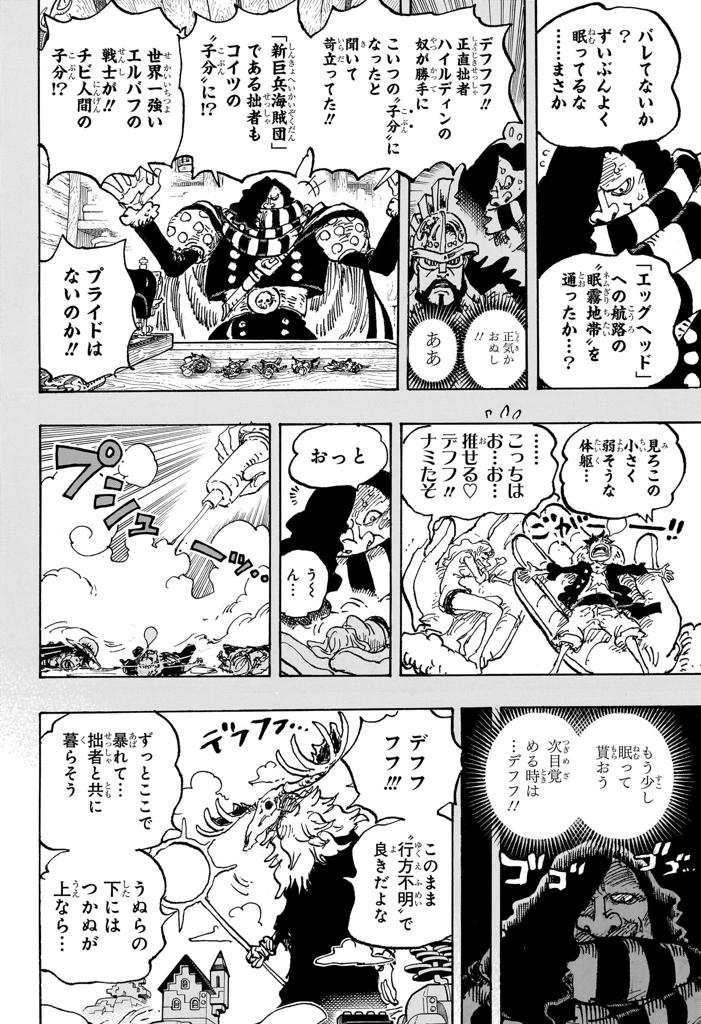 バレてないか
?
ずいぶんよく
眠ってるな
……まさか
「エッグヘッド」
への航路の
〝眠霧地帯〟を
通ったか…?
デフフフ!!
正直拙者
ハイルディンの
奴が勝手に
こいつの〝子分〟に
なったと
聞いて
苛立ってた!!
正気か
おぬし
!!
ああ
「新巨兵海賊団」
である拙者も
コイツの
〝子分〟に!?
世界一強い
エルバフの
戦士が!!
チビ人間の
子分!?
プライドは
ないのか!!
見ろこの
小さく
弱そうな
体躯…
ジャガニー
ーー!!
……
お…お…
こっちは
推せる♡
デフフ!!
ナミたそ
おっと
う〜
ん…
プシュ
ーッ…
もう少し
眠って
貰おう
次目覚
める時は
…デフフ!!
ゴゴゴゴ
デフフ
フフ!!!
デフフフ…
このまま
〝行方不明〟で
良きだよな
ずっとここで
暴れて…
拙者と共に
暮らそう
うぬらの
下には
つかぬが
上なら…